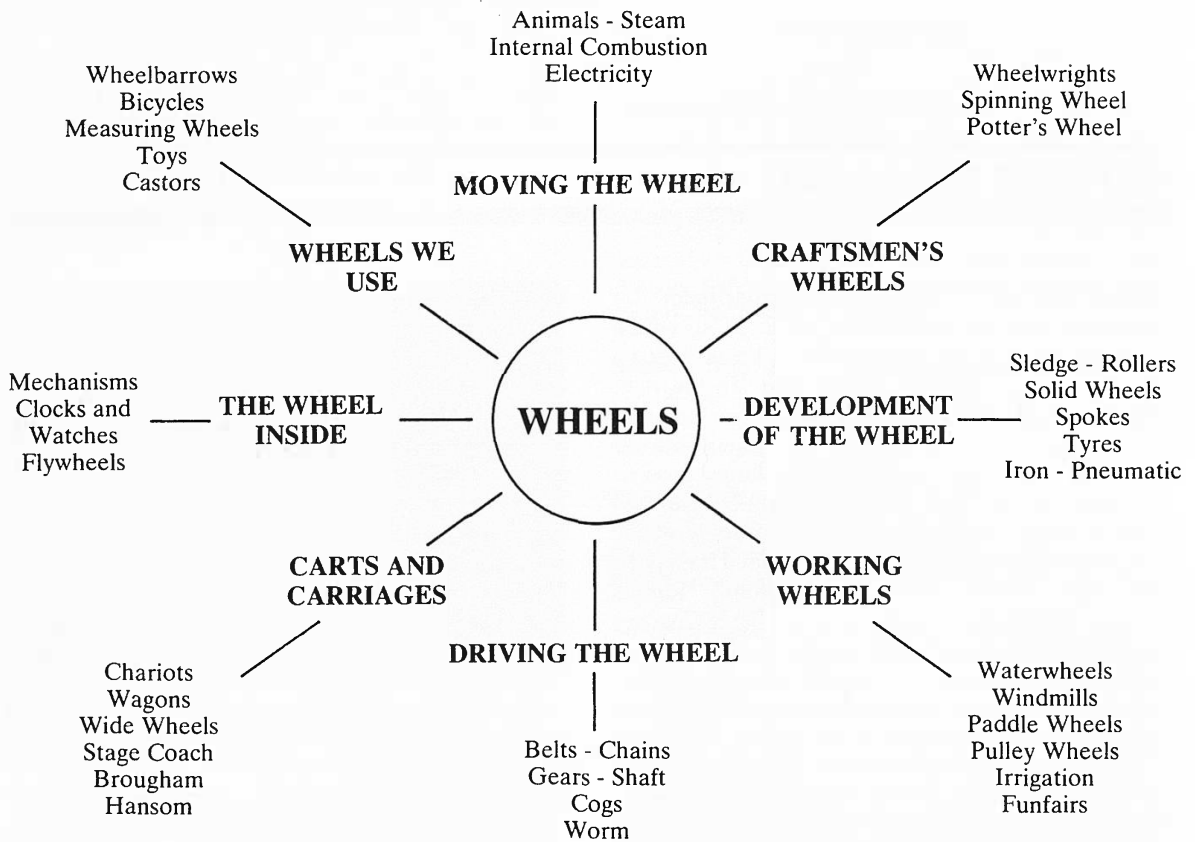 Animals - Steam
Internal Combustion
Electricity
MOVING THE WHEEL
Wheelwrights
Spinning Wheel
Potter's Wheel
CRAFTSMEN'S
WHEELS
Sledge - Rollers
Solid Wheels
Spokes
Tyres
Iron - Pneumatic
DEVELOPMENT
OF THE WHEEL
WORKING
WHEELS
Waterwheels
Windmills
Paddle Wheels
Pulley Wheels
Irrigation
Funfairs
DRIVING THE WHEEL
Belts - Chains
Gears - Shaft
Cogs
Worm
CARTS AND
CARRIAGES
Chariots
Wagons
Wide Wheels
Stage Coach
Brougham
Hansom
THE WHEEL
INSIDE
Mechanisms
Clocks and
Watches
Flywheels
WHEELS WE
USE
Wheelbarrows
Bicycles
Measuring Wheels
Toys
Castors
WHEELS